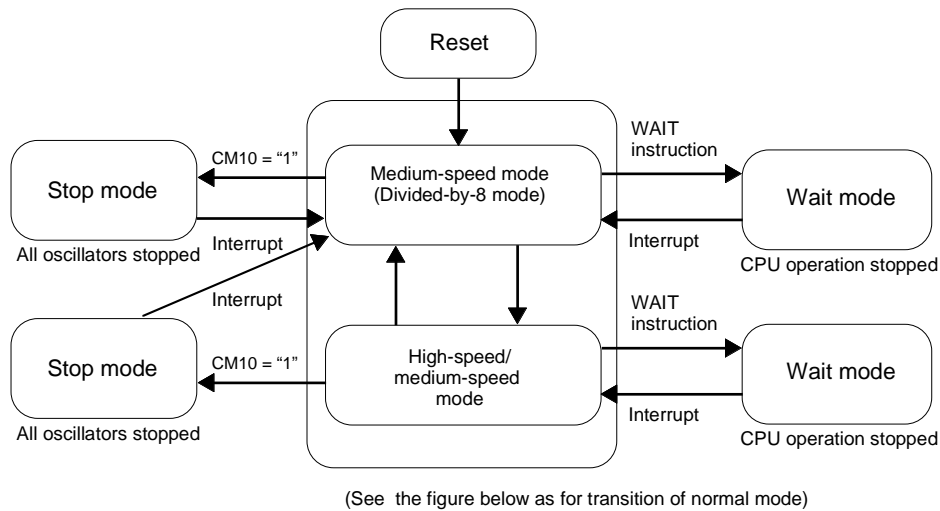 Reset
WAIT
instruction
CM10 = “1”
Medium-speed mode
(Divided-by-8 mode)
Stop mode
Wait mode
Interrupt
Interrupt
All oscillators stopped
CPU operation stopped
Interrupt
WAIT
instruction
CM10 = “1”
High-speed/
medium-speed
mode
Stop mode
Wait mode
Interrupt
All oscillators stopped
CPU operation stopped
(See the figure below as for transition of normal mode)